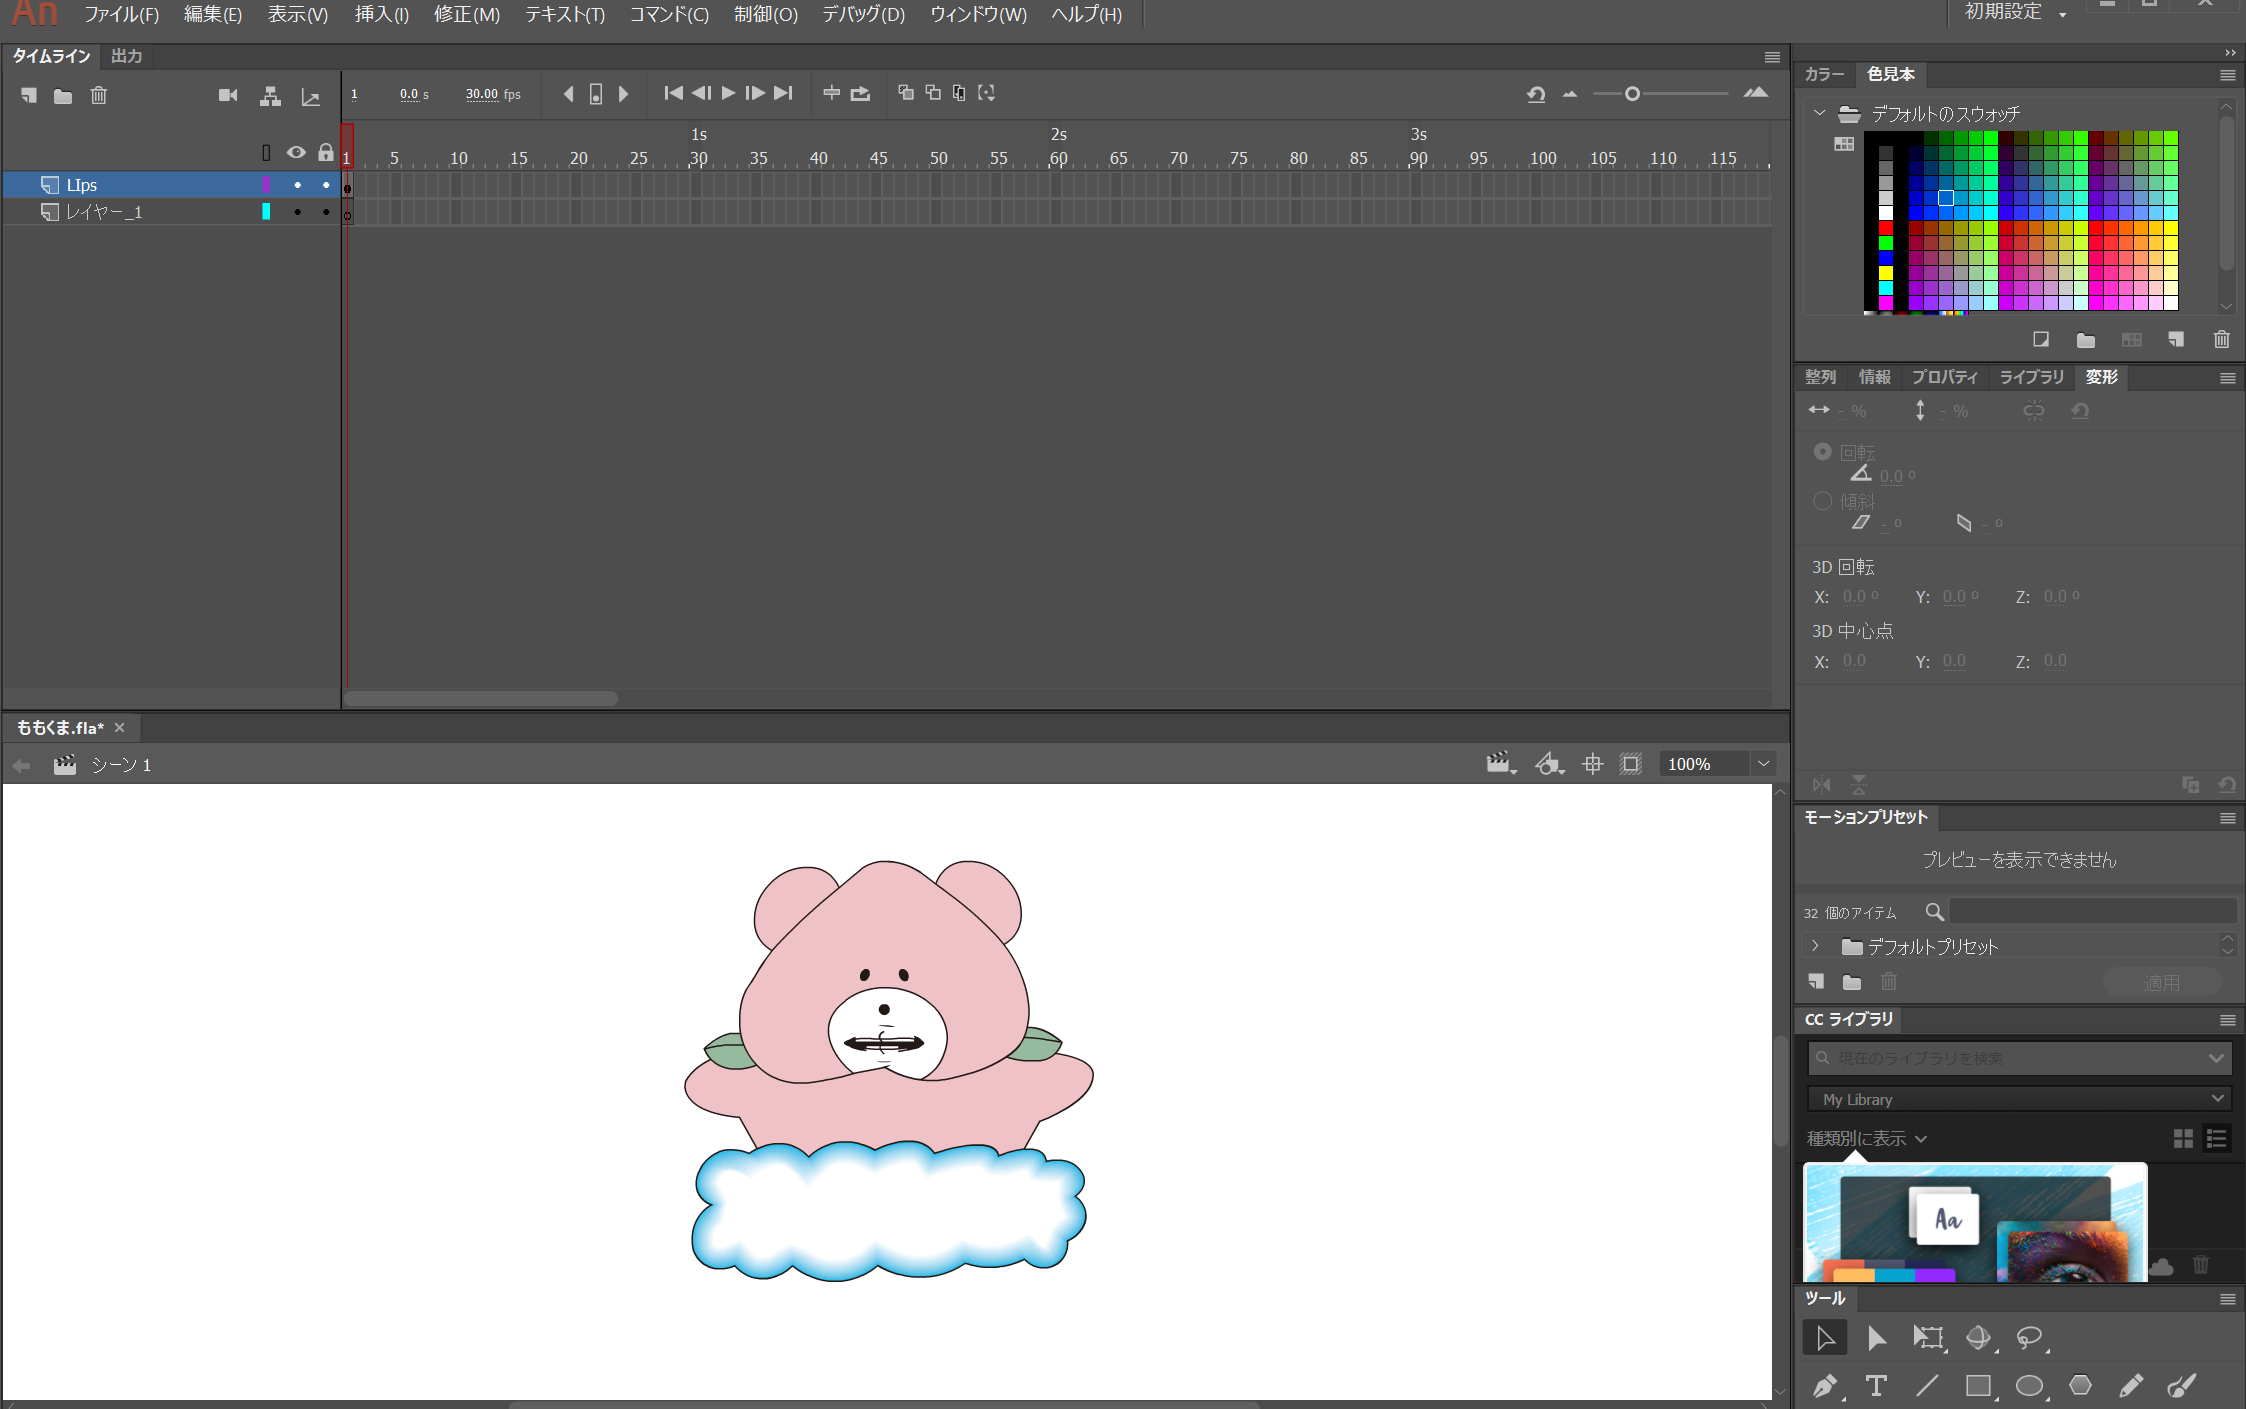 An ファイル(F) 編集(E) 表示(V) 挿入(I) 修正(M) テキスト(T) コマンド(C) 制御(O) デバッグ(D) ウィンドウ(W) ヘルプ(H) 初期設定
タイムライン 出力
1 0.0 s 30.00 fps
1s 2s 3s
1 5 10 15 20 25 30 35 40 45 50 55 60 65 70 75 80 85 90 95 100 105 110 115
LIps
レイヤー_1
ももくま.fla*
シーン 1
100%
カラー 色見本
デフォルトのスウォッチ
整列 情報 プロパティ ライブラリ 変形
- % - %
回転
0.0 °
傾斜
- ° - °
3D 回転
X: 0.0 ° Y: 0.0 ° Z: 0.0 °
3D 中心点
X: 0.0 Y: 0.0 Z: 0.0
モーションプリセット
プレビューを表示できません
32 個のアイテム
デフォルトプリセット
適用
CC ライブラリ
現在のライブラリを検索
My Library
種類別に表示
Aa
ツール
T